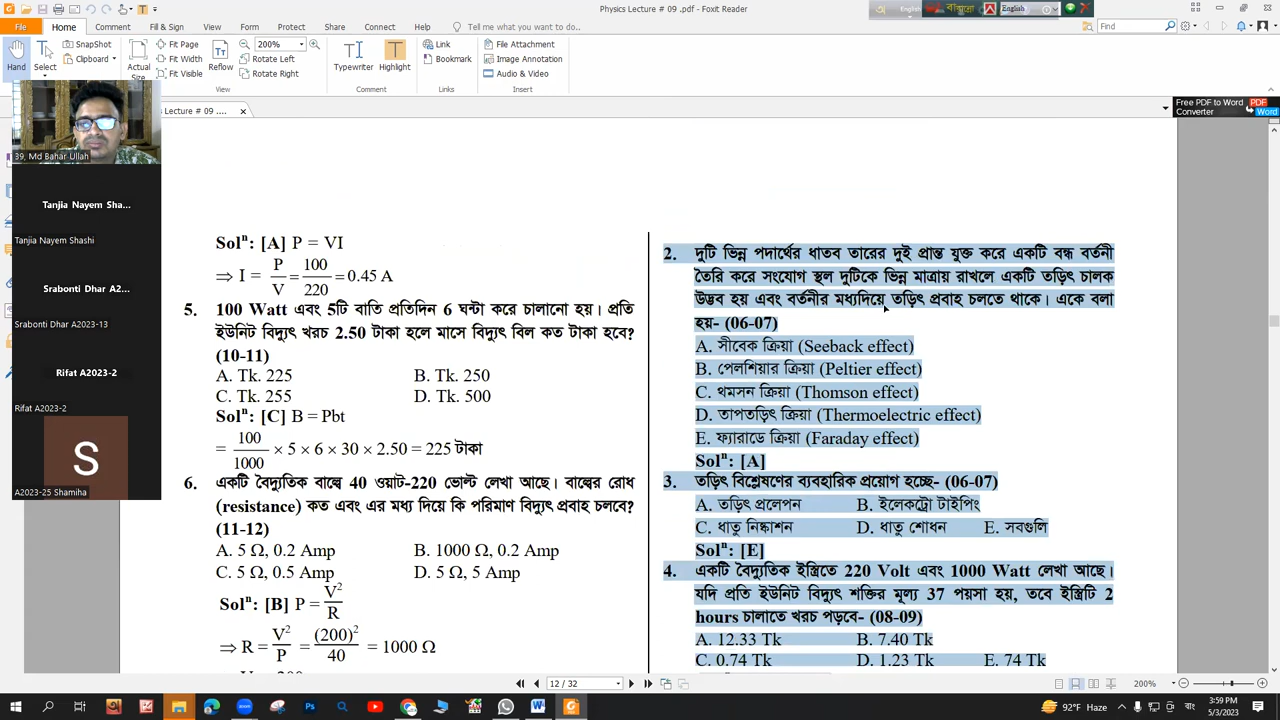 Physics Lecture # 09 .pdf - Foxit Reader
English
English
File Home Comment Fill & Sign View Form Protect Share Connect Help Tell me what you want to do...
Find
Hand
Select
SnapShot
Clipboard
Actual Size
Fit Page
Fit Width
Fit Visible
Reflow
200%
Rotate Left
Rotate Right
View
Typewriter
Highlight
Comment
Link
Bookmark
Links
File Attachment
Image Annotation
Audio & Video
Insert
s Lecture # 09 ....
Free PDF to Word Converter
PDF
Word
39, Md Bahar Ullah
Tanjia Nayem Sha...
Tanjia Nayem Shashi
Srabonti Dhar A2...
Srabonti Dhar A2023-13
Rifat A2023-2
Rifat A2023-2
S
A2023-25 Shamiha
Solⁿ: [A] P = VI
⇒ I = P/V = 100/220 = 0.45 A
5. 100 Watt এবং 5টি বাতি প্রতিদিন 6 ঘন্টা করে চালানো হয়। প্রতি
ইউনিট বিদ্যুৎ খরচ 2.50 টাকা হলে মাসে বিদ্যুৎ বিল কত টাকা হবে?
(10-11)
A. Tk. 225 B. Tk. 250
C. Tk. 255 D. Tk. 500
Solⁿ: [C] B = Pbt
= 100/1000 × 5 × 6 × 30 × 2.50 = 225 টাকা
6. একটি বৈদ্যুতিক বাল্বে 40 ওয়াট-220 ভোল্ট লেখা আছে। বাল্বের রোধ
(resistance) কত এবং এর মধ্য দিয়ে কি পরিমাণ বিদ্যুৎ প্রবাহ চলবে?
(11-12)
A. 5 Ω, 0.2 Amp B. 1000 Ω, 0.2 Amp
C. 5 Ω, 0.5 Amp D. 5 Ω, 5 Amp
Solⁿ: [B] P = V²/R
⇒ R = V²/P = (200)²/40 = 1000 Ω
2. দুটি ভিন্ন পদার্থের ধাতব তারের দুই প্রান্ত যুক্ত করে একটি বন্ধ বর্তনী
তৈরি করে সংযোগ স্থল দুটিকে ভিন্ন মাত্রায় রাখলে একটি তড়িৎ চালক
উদ্ভব হয় এবং বর্তনীর মধ্যদিয়ে তড়িৎ প্রবাহ চলতে থাকে। একে বলা
হয়- (06-07)
A. সীবেক ক্রিয়া (Seeback effect)
B. পেলশিয়ার ক্রিয়া (Peltier effect)
C. থমসন ক্রিয়া (Thomson effect)
D. তাপতড়িৎ ক্রিয়া (Thermoelectric effect)
E. ফ্যারাডে ক্রিয়া (Faraday effect)
Solⁿ: [A]
3. তড়িৎ বিশ্লেষণের ব্যবহারিক প্রয়োগ হচ্ছে- (06-07)
A. তড়িৎ প্রলেপন B. ইলেকট্রো টাইপিং
C. ধাতু নিষ্কাশন D. ধাতু শোধন E. সবগুলি
Solⁿ: [E]
4. একটি বৈদ্যুতিক ইস্ত্রিতে 220 Volt এবং 1000 Watt লেখা আছে।
যদি প্রতি ইউনিট বিদ্যুৎ শক্তির মূল্য 37 পয়সা হয়, তবে ইস্ত্রিটি 2
hours চালাতে খরচ পড়বে- (08-09)
A. 12.33 Tk B. 7.40 Tk
C. 0.74 Tk D. 1.23 Tk E. 74 Tk
12 / 32
200%
92°F Haze
3:59 PM
5/3/2023